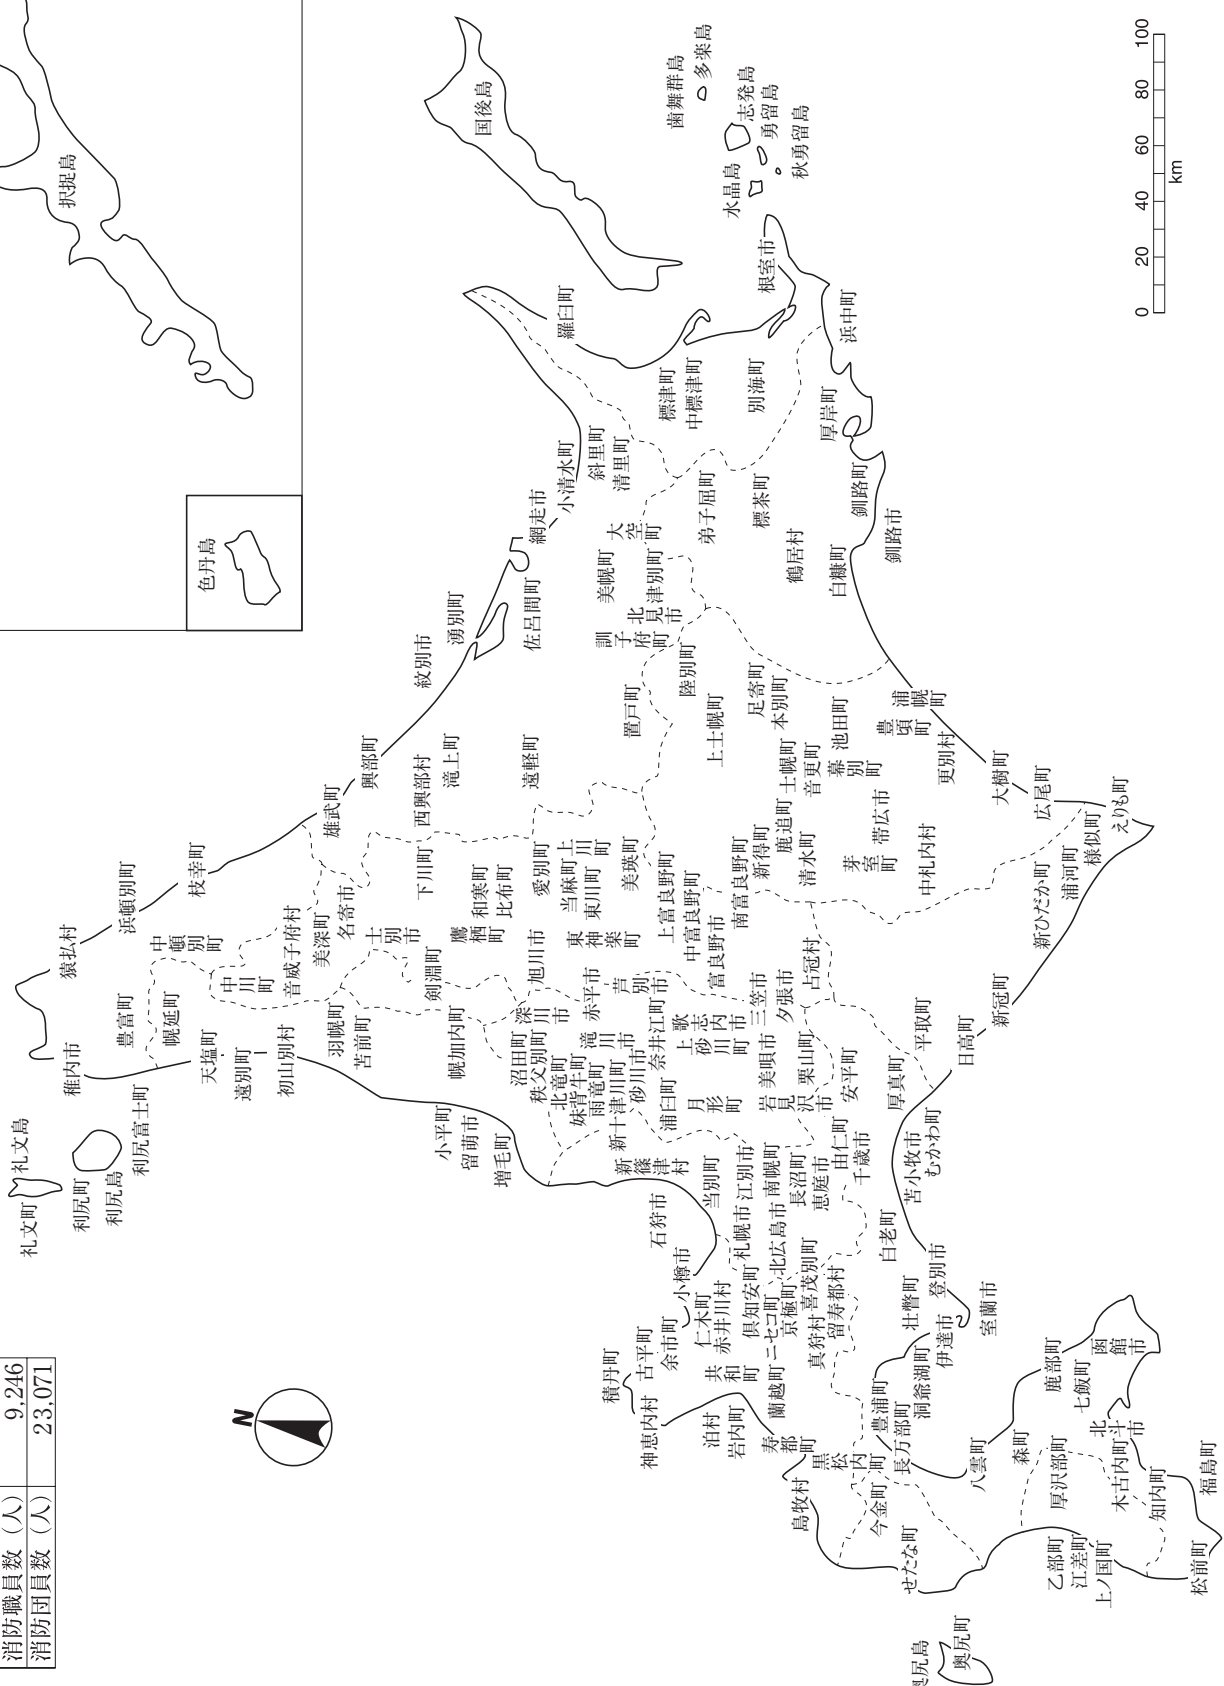 消防職員数（人） 9,246
消防団員数（人） 23,071
N
択捉島
色丹島
国後島
歯舞群島
多楽島
志発島
勇留島
秋勇留島
水晶島
0 20 40 60 80 100
km
礼文町
礼文島
利尻町
利尻島
利尻富士町
稚内市
猿払村
豊富町
浜頓別町
中頓別町
枝幸町
幌延町
天塩町
遠別町
初山別村
中川町
音威子府村
美深町
名寄市
雄武町
興部町
西興部村
滝上町
紋別市
湧別町
佐呂間町
遠軽町
網走市
小清水町
斜里町
清里町
大空町
美幌町
津別町
北見市
訓子府町
置戸町
陸別町
羅臼町
標津町
中標津町
別海町
根室市
浜中町
厚岸町
釧路町
釧路市
標茶町
弟子屈町
鶴居村
白糠町
羽幌町
苫前町
小平町
留萌市
増毛町
士別市
下川町
剣淵町
和寒町
幌加内町
鷹栖町
比布町
愛別町
上川町
当麻町
東川町
旭川市
東神楽町
美瑛町
上富良野町
中富良野町
富良野市
南富良野町
占冠村
深川市
沼田町
秩父別町
北竜町
妹背牛町
雨竜町
新十津川町
滝川市
赤平市
芦別市
砂川市
歌志内市
上砂川町
奈井江町
浦臼町
月形町
美唄市
三笠市
岩見沢市
夕張市
栗山町
由仁町
長沼町
南幌町
新篠津村
当別町
石狩市
江別市
札幌市
北広島市
恵庭市
千歳市
小樽市
余市町
仁木町
赤井川村
古平町
積丹町
神恵内村
泊村
共和町
岩内町
倶知安町
ニセコ町
京極町
喜茂別町
真狩村
留寿都村
蘭越町
寿都町
黒松内町
島牧村
足寄町
本別町
上士幌町
士幌町
音更町
池田町
幕別町
浦幌町
豊頃町
更別村
帯広市
鹿追町
新得町
清水町
芽室町
中札内村
大樹町
広尾町
えりも町
様似町
浦河町
新ひだか町
新冠町
日高町
平取町
安平町
厚真町
むかわ町
苫小牧市
白老町
登別市
室蘭市
壮瞥町
伊達市
洞爺湖町
豊浦町
長万部町
八雲町
今金町
せたな町
森町
鹿部町
七飯町
函館市
北斗市
厚沢部町
乙部町
江差町
上ノ国町
木古内町
知内町
福島町
松前町
奥尻島
奥尻町